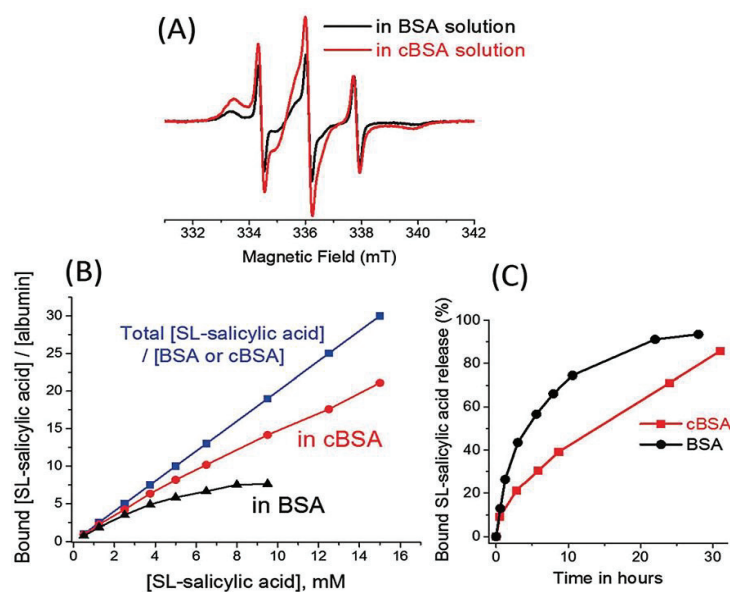 (A)
in BSA solution
in cBSA solution
332 334 336 338 340 342
Magnetic Field (mT)
(B)
Bound [SL-salicylic acid] / [albumin]
30
25
20
15
10
5
0
Total [SL-salicylic acid]
/ [BSA or cBSA]
in cBSA
in BSA
0 2 4 6 8 10 12 14 16
[SL-salicylic acid], mM
(C)
Bound SL-salicylic acid release (%)
100
80
60
40
20
0
cBSA
BSA
0 10 20 30
Time in hours